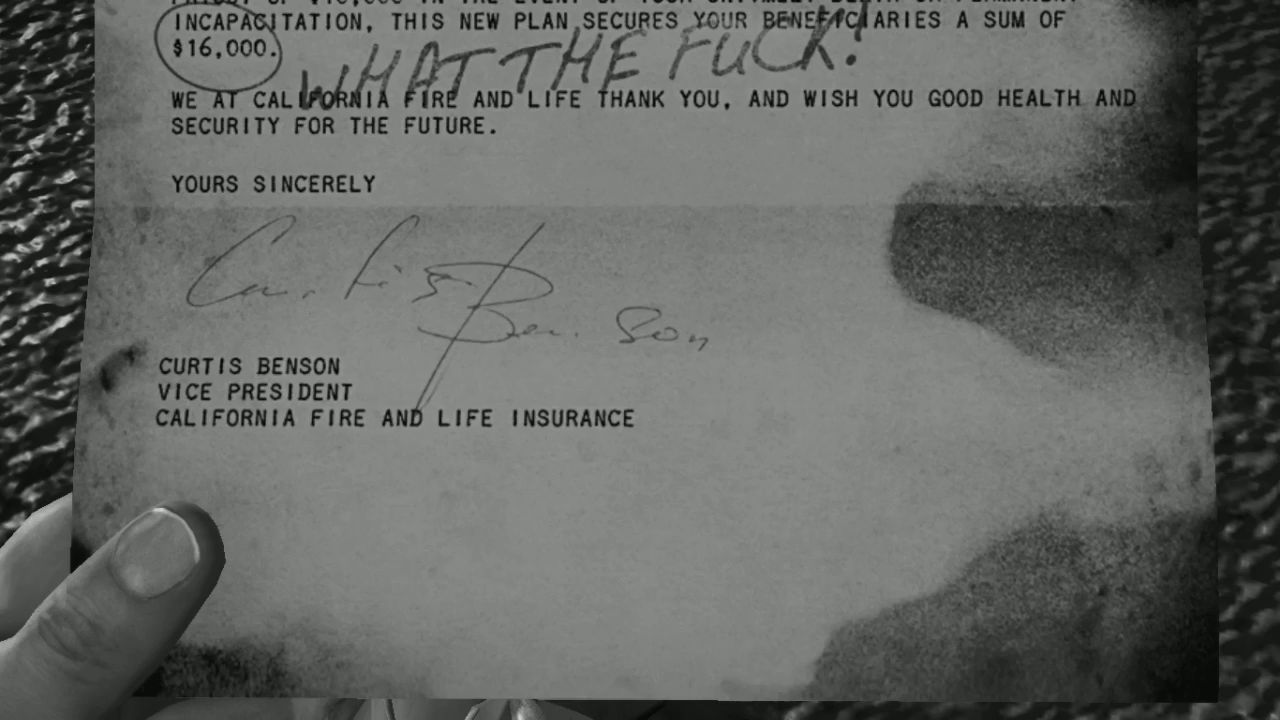 INCAPACITATION, THIS NEW PLAN SECURES YOUR BENEFICIARIES A SUM OF
$16,000.
WHAT THE FUCK!
WE AT CALIFORNIA FIRE AND LIFE THANK YOU, AND WISH YOU GOOD HEALTH AND
SECURITY FOR THE FUTURE.
YOURS SINCERELY
Curtis Benson
CURTIS BENSON
VICE PRESIDENT
CALIFORNIA FIRE AND LIFE INSURANCE